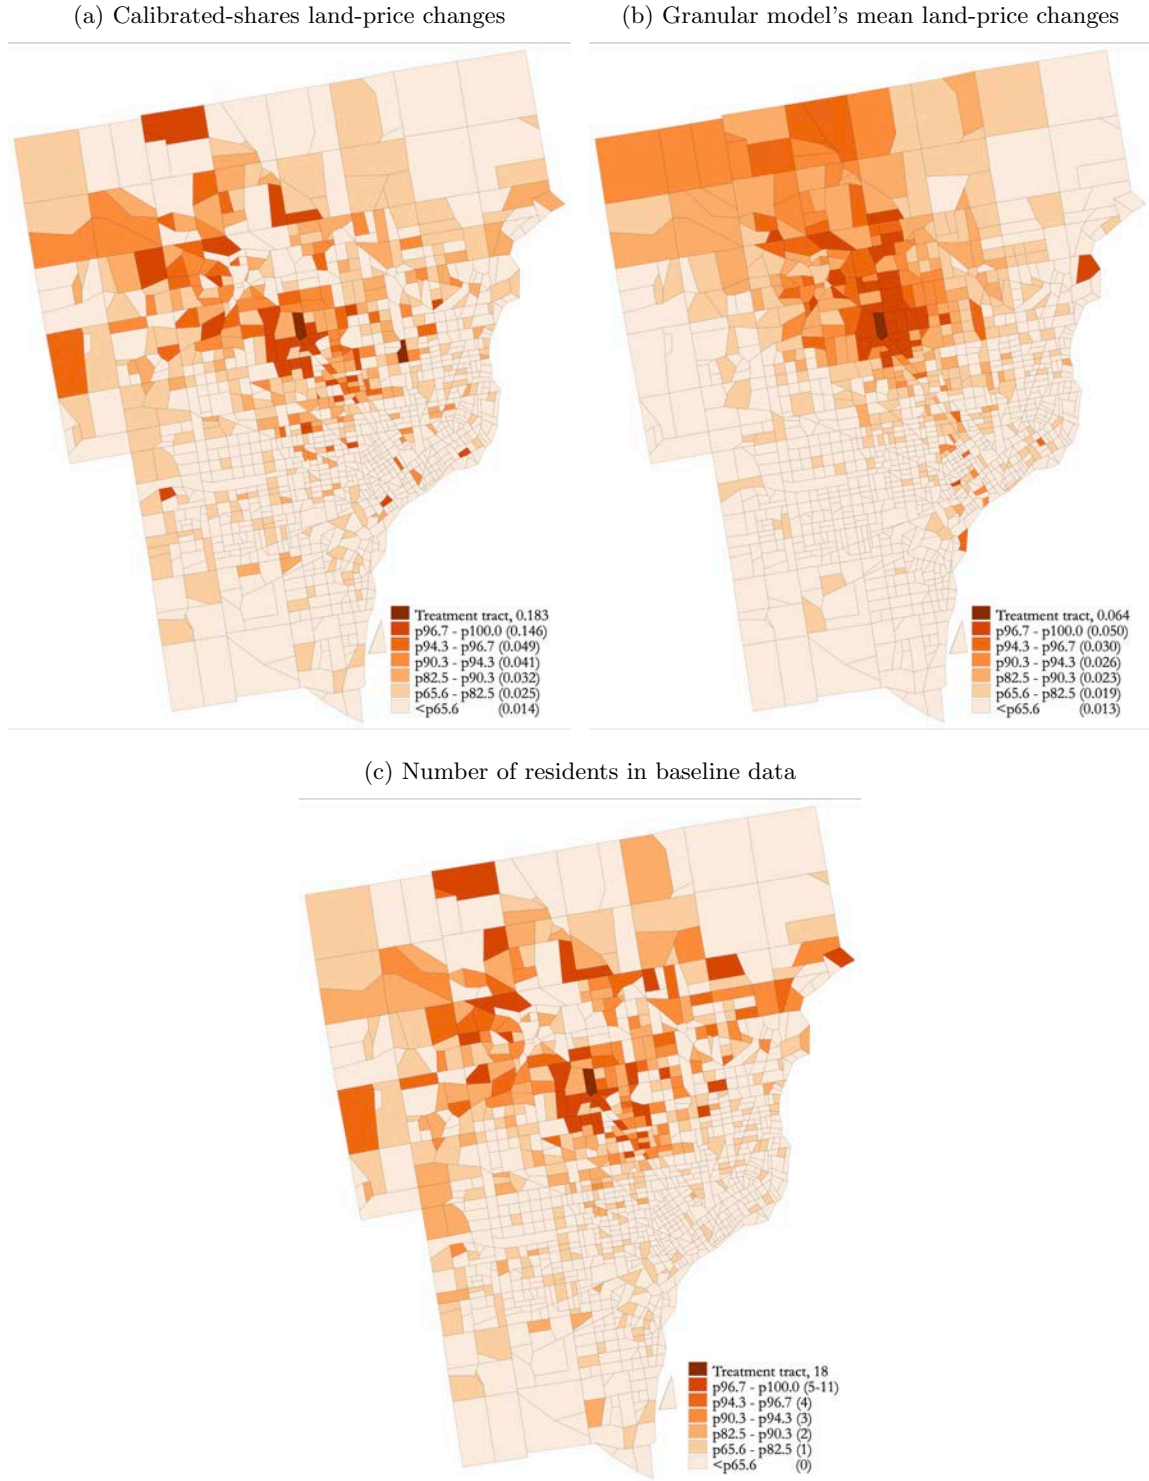 (a) Calibrated-shares land-price changes
(b) Granular model's mean land-price changes
Treatment tract, 0.183
p96.7 - p100.0 (0.146)
p94.3 - p96.7 (0.049)
p90.3 - p94.3 (0.041)
p82.5 - p90.3 (0.032)
p65.6 - p82.5 (0.025)
<p65.6 (0.014)
Treatment tract, 0.064
p96.7 - p100.0 (0.050)
p94.3 - p96.7 (0.030)
p90.3 - p94.3 (0.026)
p82.5 - p90.3 (0.023)
p65.6 - p82.5 (0.019)
<p65.6 (0.013)
(c) Number of residents in baseline data
Treatment tract, 18
p96.7 - p100.0 (5-11)
p94.3 - p96.7 (4)
p90.3 - p94.3 (3)
p82.5 - p90.3 (2)
p65.6 - p82.5 (1)
<p65.6 (0)